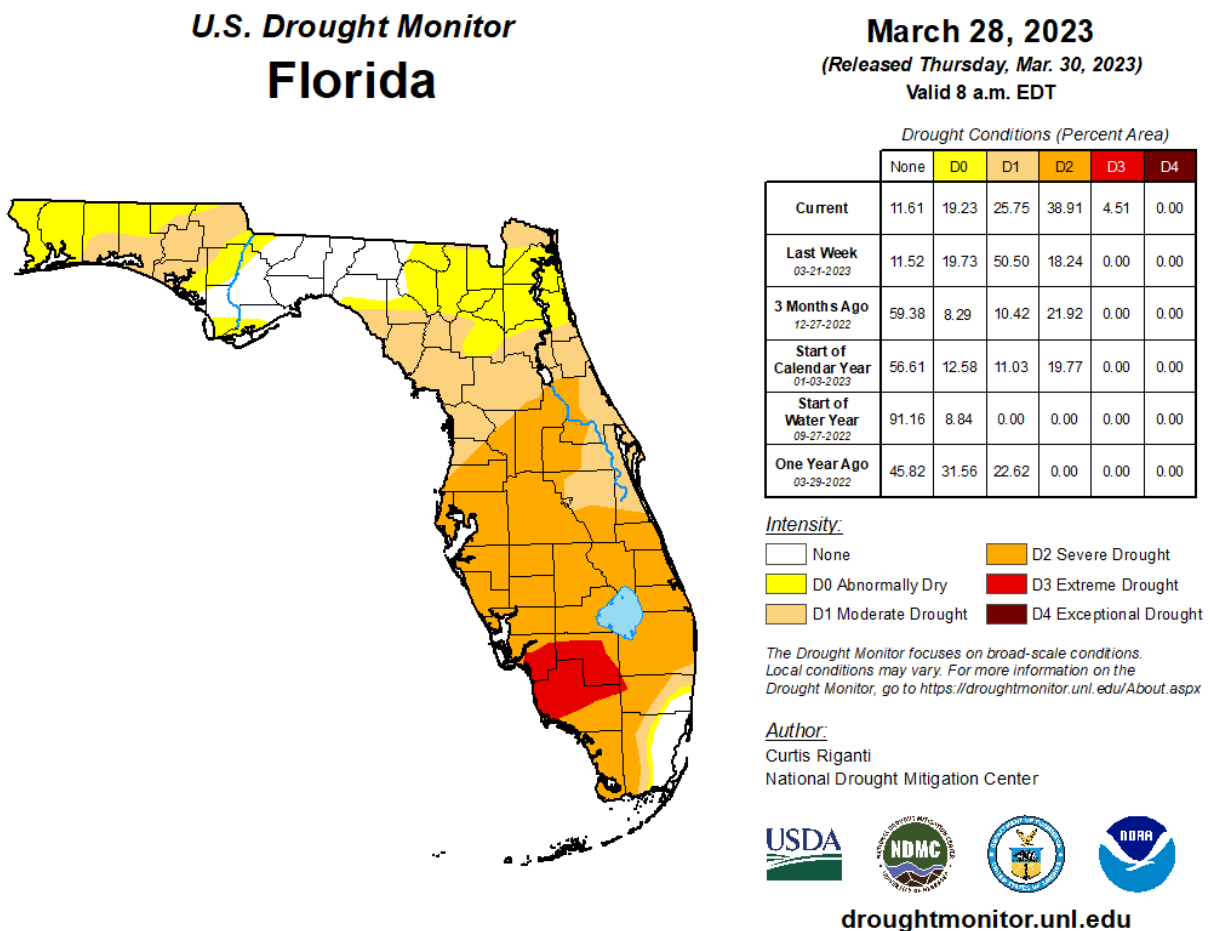 U.S. Drought Monitor
Florida
March 28, 2023
(Released Thursday, Mar. 30, 2023)
Valid 8 a.m. EDT
Drought Conditions (Percent Area)
None D0 D1 D2 D3 D4
Current 11.61 19.23 25.75 38.91 4.51 0.00
Last Week
03-21-2023
11.52 19.73 50.50 18.24 0.00 0.00
3 Months Ago
12-27-2022
59.38 8.29 10.42 21.92 0.00 0.00
Start of
Calendar Year
01-03-2023
56.61 12.58 11.03 19.77 0.00 0.00
Start of
Water Year
09-27-2022
91.16 8.84 0.00 0.00 0.00 0.00
One Year Ago
03-29-2022
45.82 31.56 22.62 0.00 0.00 0.00
Intensity:
None
D0 Abnormally Dry
D1 Moderate Drought
D2 Severe Drought
D3 Extreme Drought
D4 Exceptional Drought
The Drought Monitor focuses on broad-scale conditions.
Local conditions may vary. For more information on the
Drought Monitor, go to https://droughtmonitor.unl.edu/About.aspx
Author:
Curtis Riganti
National Drought Mitigation Center
USDA
NDMC
NOAA
droughtmonitor.unl.edu